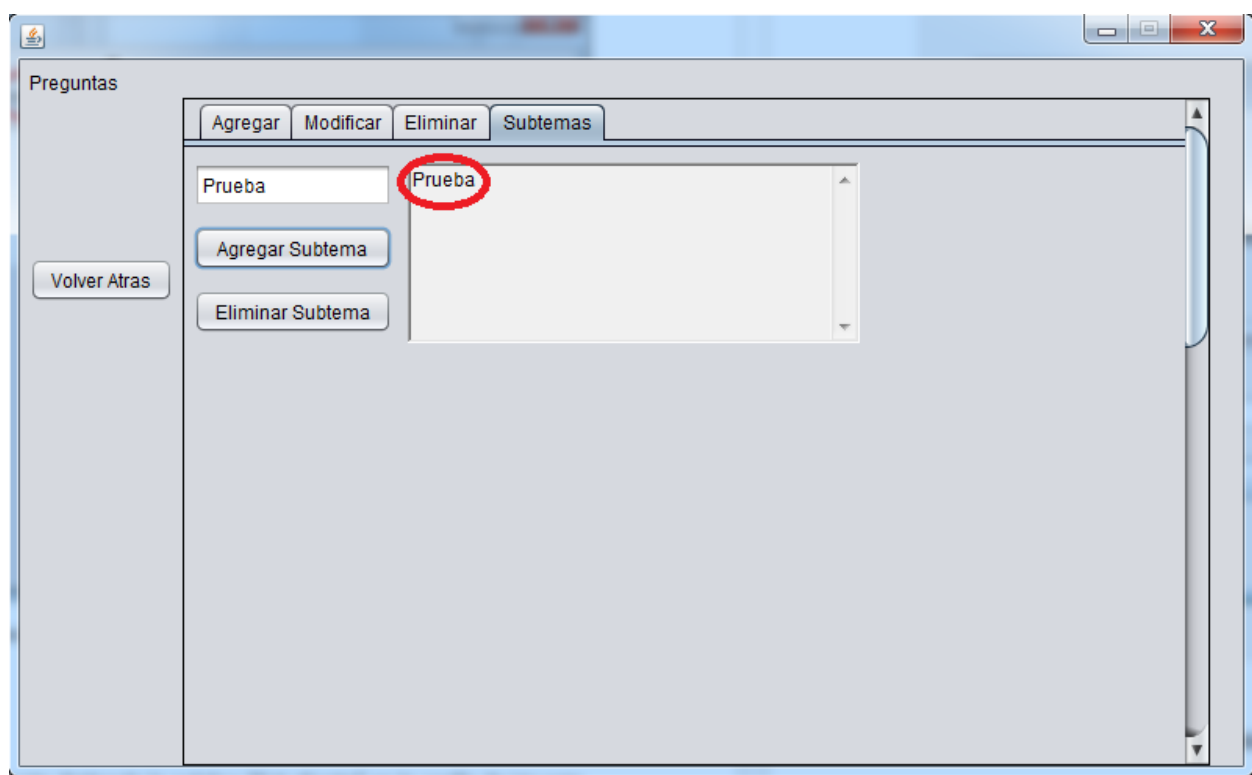 Preguntas
Agregar Modificar Eliminar Subtemas
Prueba Prueba
Agregar Subtema
Volver Atras
Eliminar Subtema